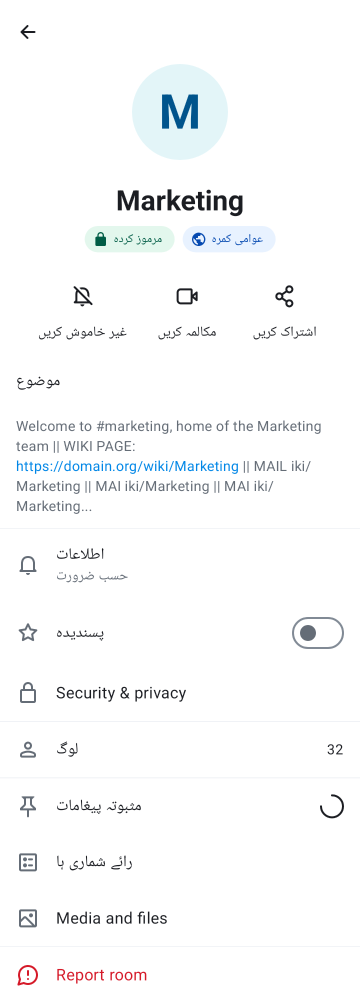 M
Marketing
مرموز کردہ
عوامی کمرہ
غیر خاموش کریں
مکالمہ کریں
اشتراک کریں
موضوع
Welcome to #marketing, home of the Marketing
team || WIKI PAGE:
https://domain.org/wiki/Marketing || MAIL iki/
Marketing || MAI iki/Marketing || MAI iki/
Marketing...
اطلاعات
حسب ضرورت
پسندیدہ
Security & privacy
لوگ
32
مثبوتہ پیغامات
رائے شماری ہا
Media and files
Report room